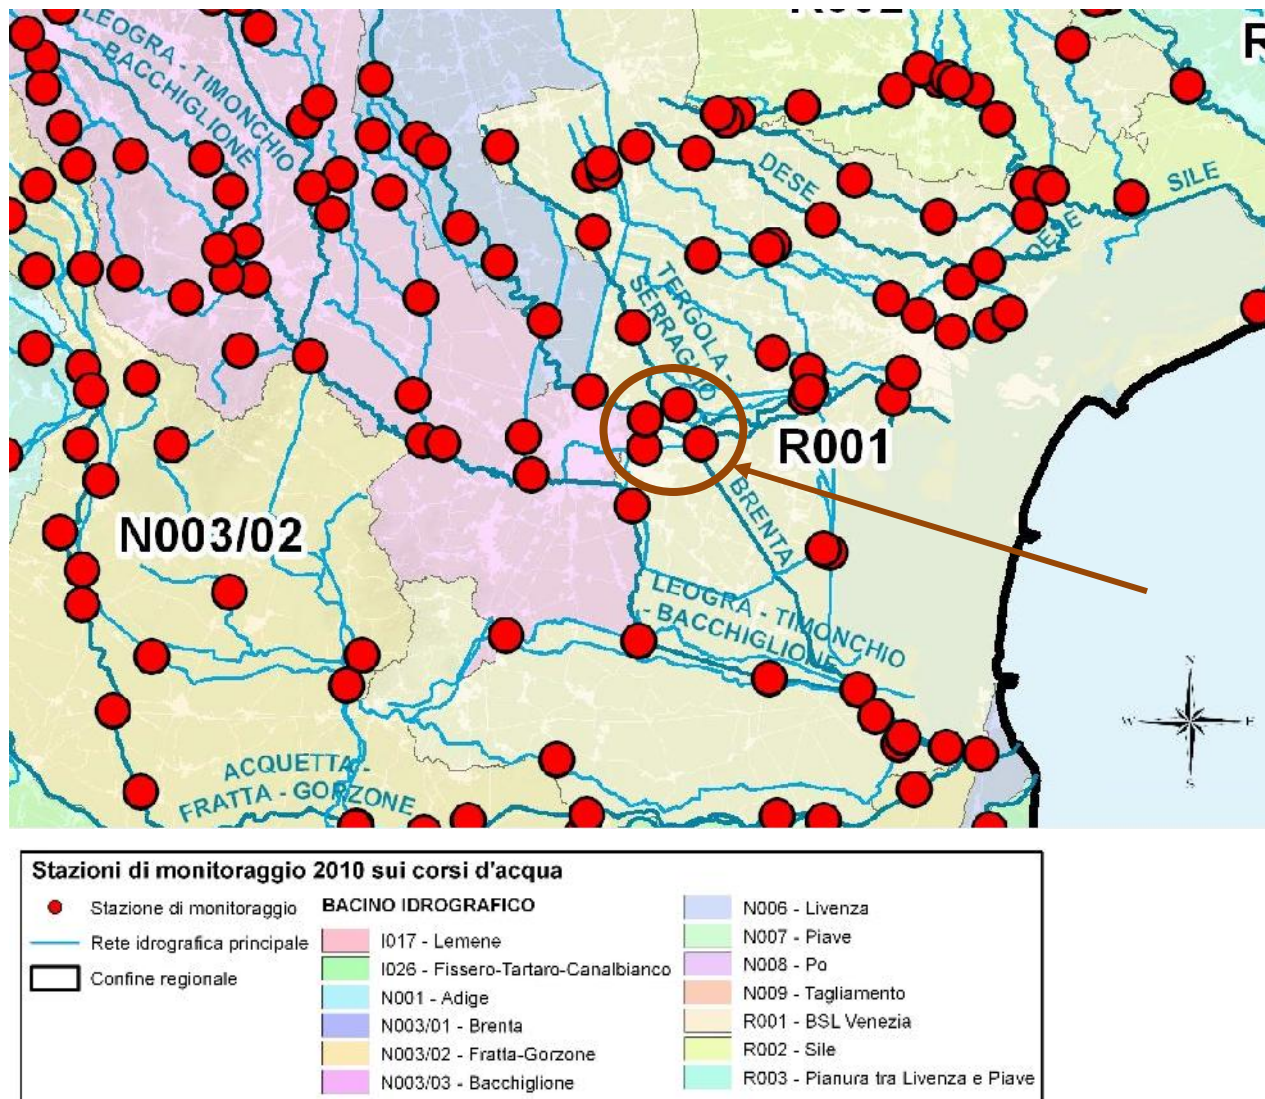 R002
LEOGRA - TIMONCHIO
BACCHIGLIONE
DESE
SILE
DESE
TERGOLA -
SERRAGLIO
R001
BRENTA
N003/02
LEOGRA - TIMONCHIO
- BACCHIGLIONE
ACQUETTA -
FRATTA - GORZONE
N
W
E
S
Stazioni di monitoraggio 2010 sui corsi d'acqua
Stazione di monitoraggio
Rete idrografica principale
Confine regionale
BACINO IDROGRAFICO
I017 - Lemene
I026 - Fissero-Tartaro-Canalbianco
N001 - Adige
N003/01 - Brenta
N003/02 - Fratta-Gorzone
N003/03 - Bacchiglione
N006 - Livenza
N007 - Piave
N008 - Po
N009 - Tagliamento
R001 - BSL Venezia
R002 - Sile
R003 - Pianura tra Livenza e Piave